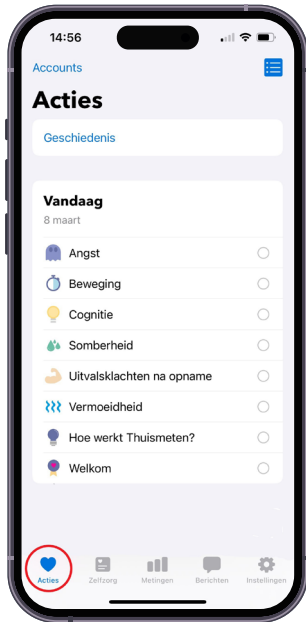 14:56
Accounts
Acties
Geschiedenis
Vandaag
8 maart
Angst
Beweging
Cognitie
Somberheid
Uitvalsklachten na opname
Vermoeidheid
Hoe werkt Thuismeten?
Welkom
Acties Zelfzorg Metingen Berichten Instellingen